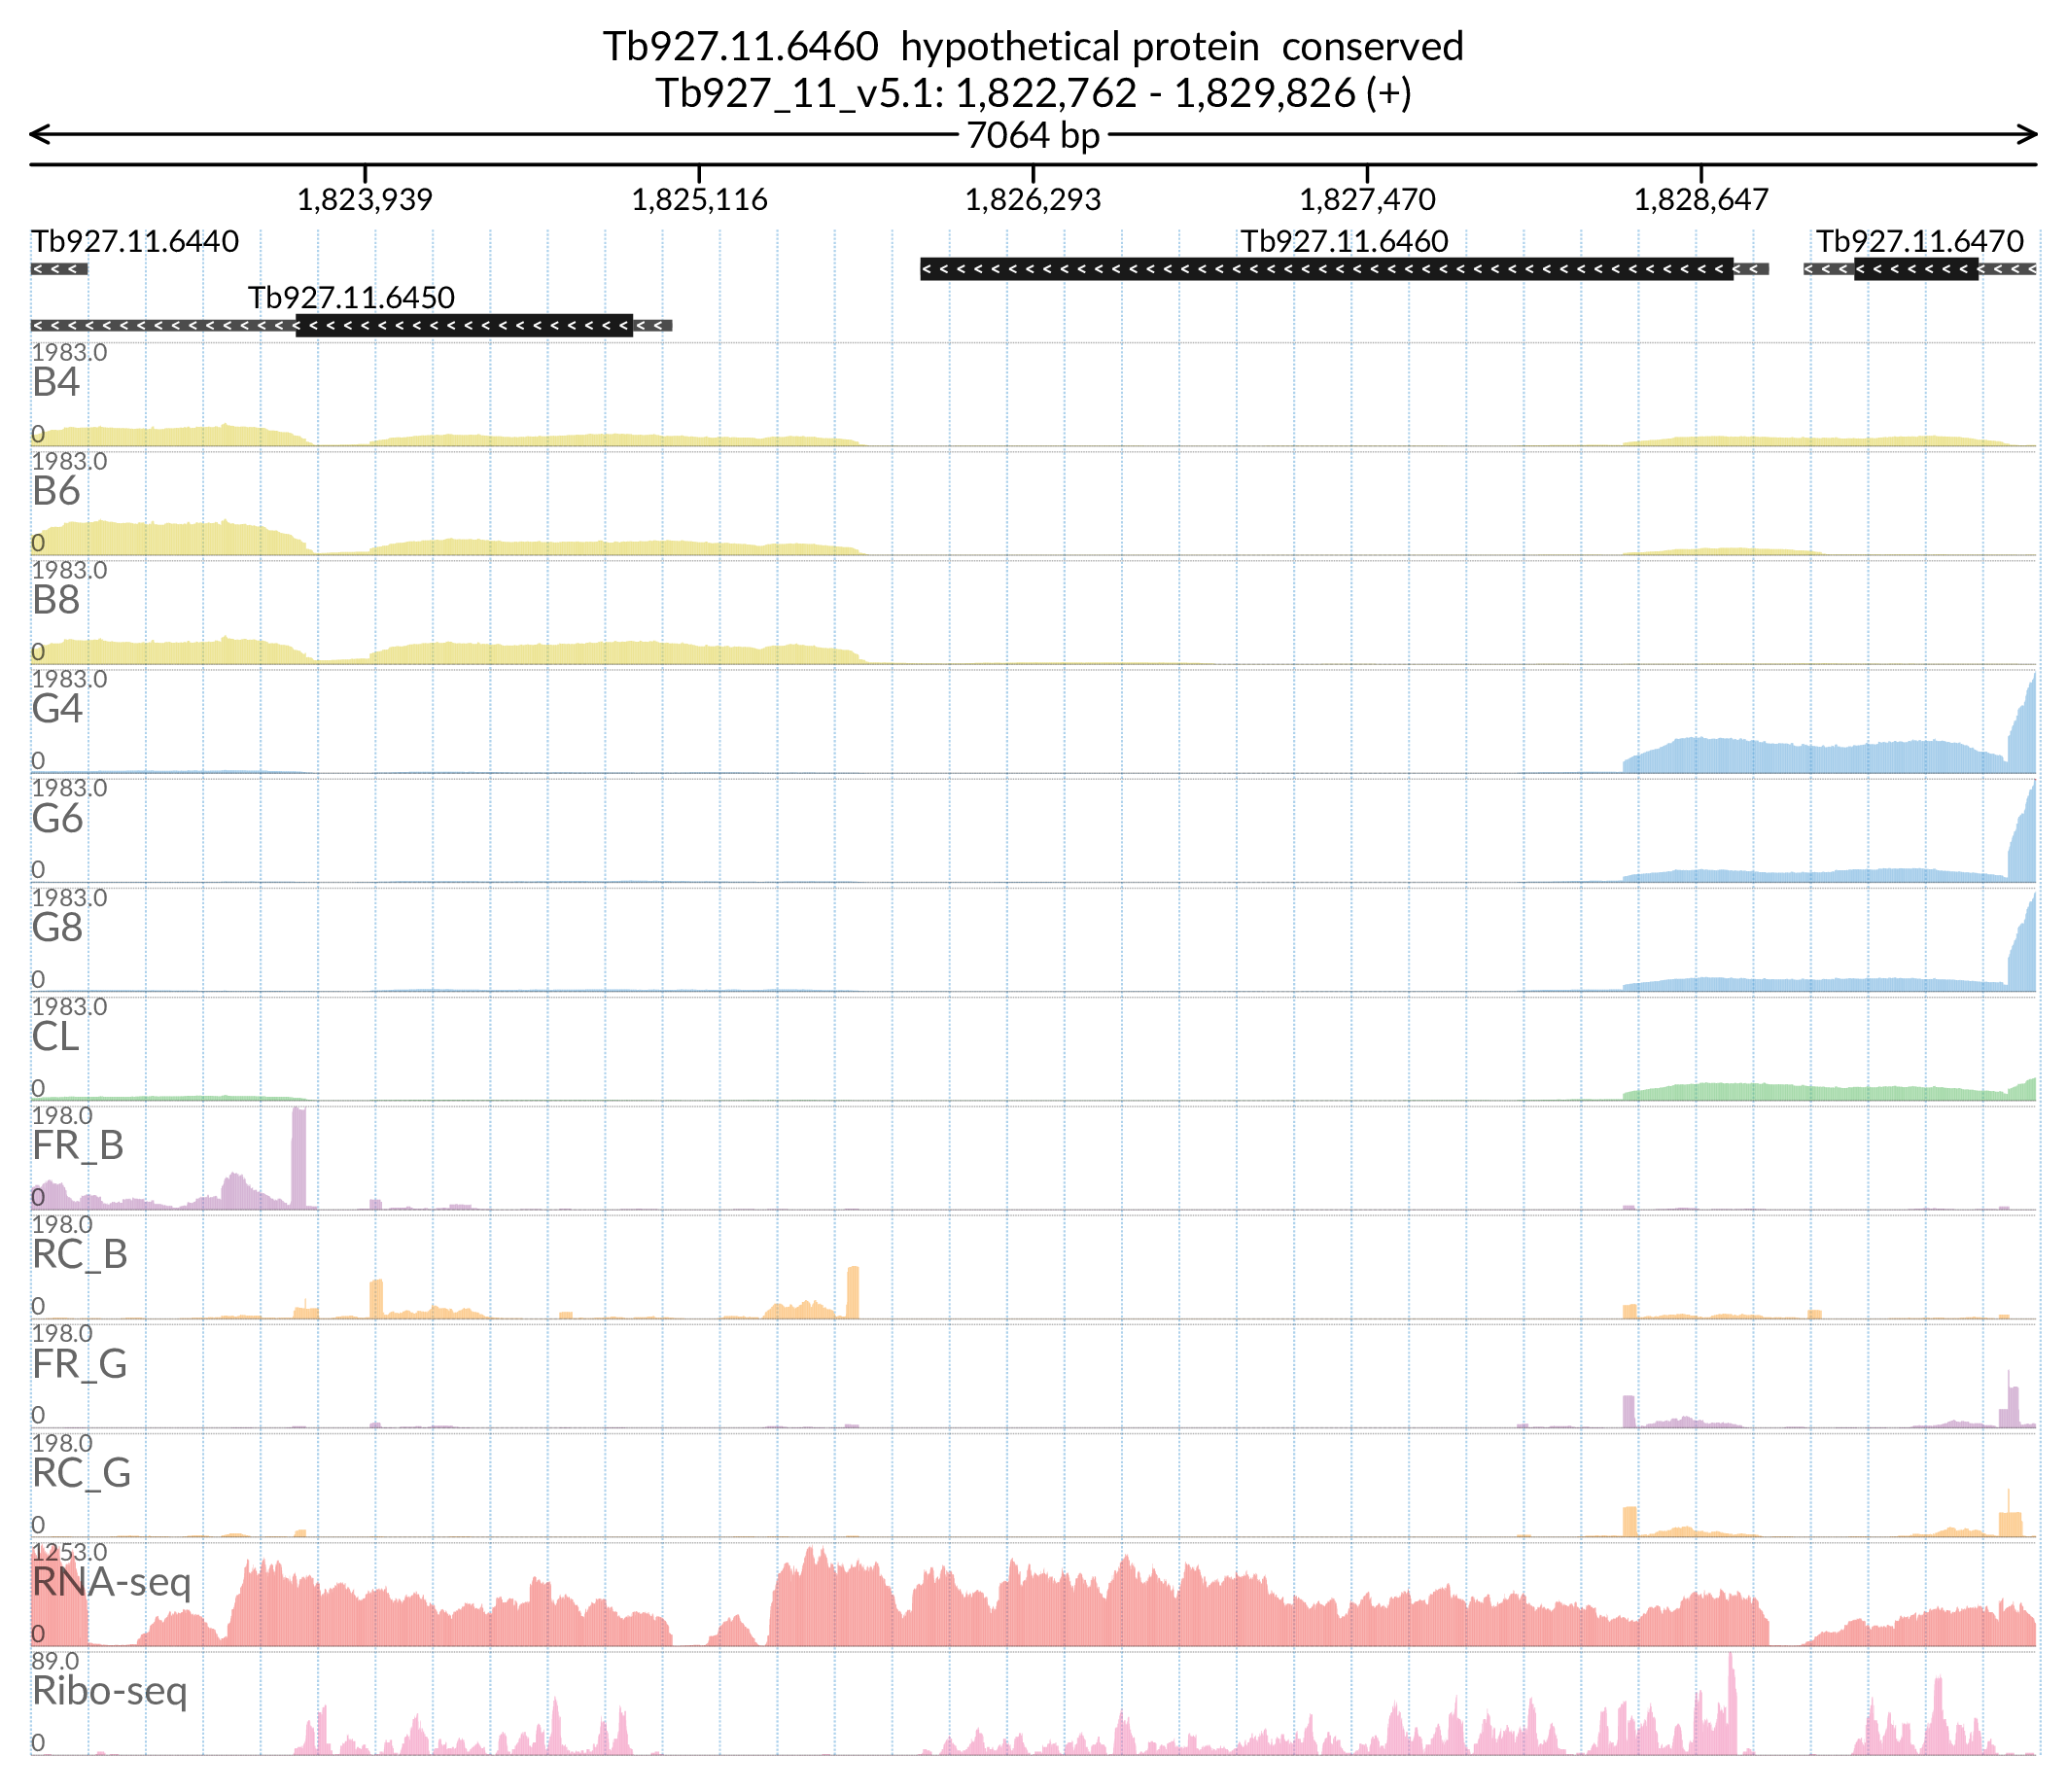 Tb927.11.6460 hypothetical protein conserved
Tb927_11_v5.1: 1,822,762 - 1,829,826 (+)
7064 bp
1,823,939 1,825,116 1,826,293 1,827,470 1,828,647
Tb927.11.6440 Tb927.11.6460 Tb927.11.6470
Tb927.11.6450
1983.0
B4
0
1983.0
B6
0
1983.0
B8
0
1983.0
G4
0
1983.0
G6
0
1983.0
G8
0
1983.0
CL
0
198.0
FR_B
0
198.0
RC_B
0
198.0
FR_G
0
198.0
RC_G
0
1253.0
RNA-seq
0
89.0
Ribo-seq
0